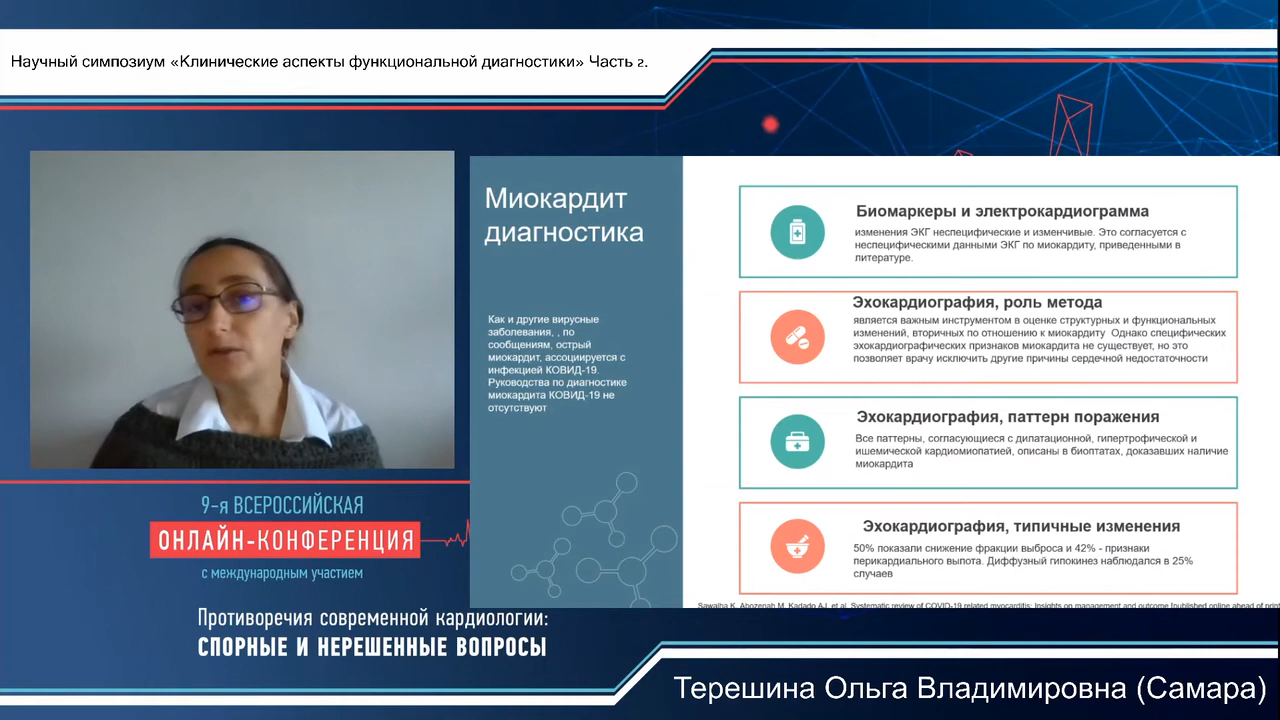 Научный симпозиум «Клинические аспекты функциональной диагностики» Часть 2.
Миокардит
диагностика
Как и другие вирусные
заболевания, , по
сообщениям, острый
миокардит, ассоциируется с
инфекцией КОВИД-19.
Руководства по диагностике
миокардита КОВИД-19 не
отсутствуют
Биомаркеры и электрокардиограмма
изменения ЭКГ неспецифические и изменчивые. Это согласуется с
неспецифическими данными ЭКГ по миокардиту, приведенными в
литературе.
Эхокардиография, роль метода
является важным инструментом в оценке структурных и функциональных
изменений, вторичных по отношению к миокардиту Однако специфических
эхокардиографических признаков миокардита не существует, но это
позволяет врачу исключить другие причины сердечной недостаточности
Эхокардиография, паттерн поражения
Все паттерны, согласующиеся с дилатационной, гипертрофической и
ишемической кардиомиопатией, описаны в биоптатах, доказавших наличие
миокардита
Эхокардиография, типичные изменения
50% показали снижение фракции выброса и 42% - признаки
перикардиального выпота. Диффузный гипокинез наблюдался в 25%
случаев
Sawalha K, Abozenah M, Kadado AJ, et al. Systematic review of COVID-19 related myocarditis: Insights on management and outcome [published online ahead of print
9-я ВСЕРОССИЙСКАЯ
ОНЛАЙН-КОНФЕРЕНЦИЯ
с международным участием
Противоречия современной кардиологии:
СПОРНЫЕ И НЕРЕШЕННЫЕ ВОПРОСЫ
Терешина Ольга Владимировна (Самара)